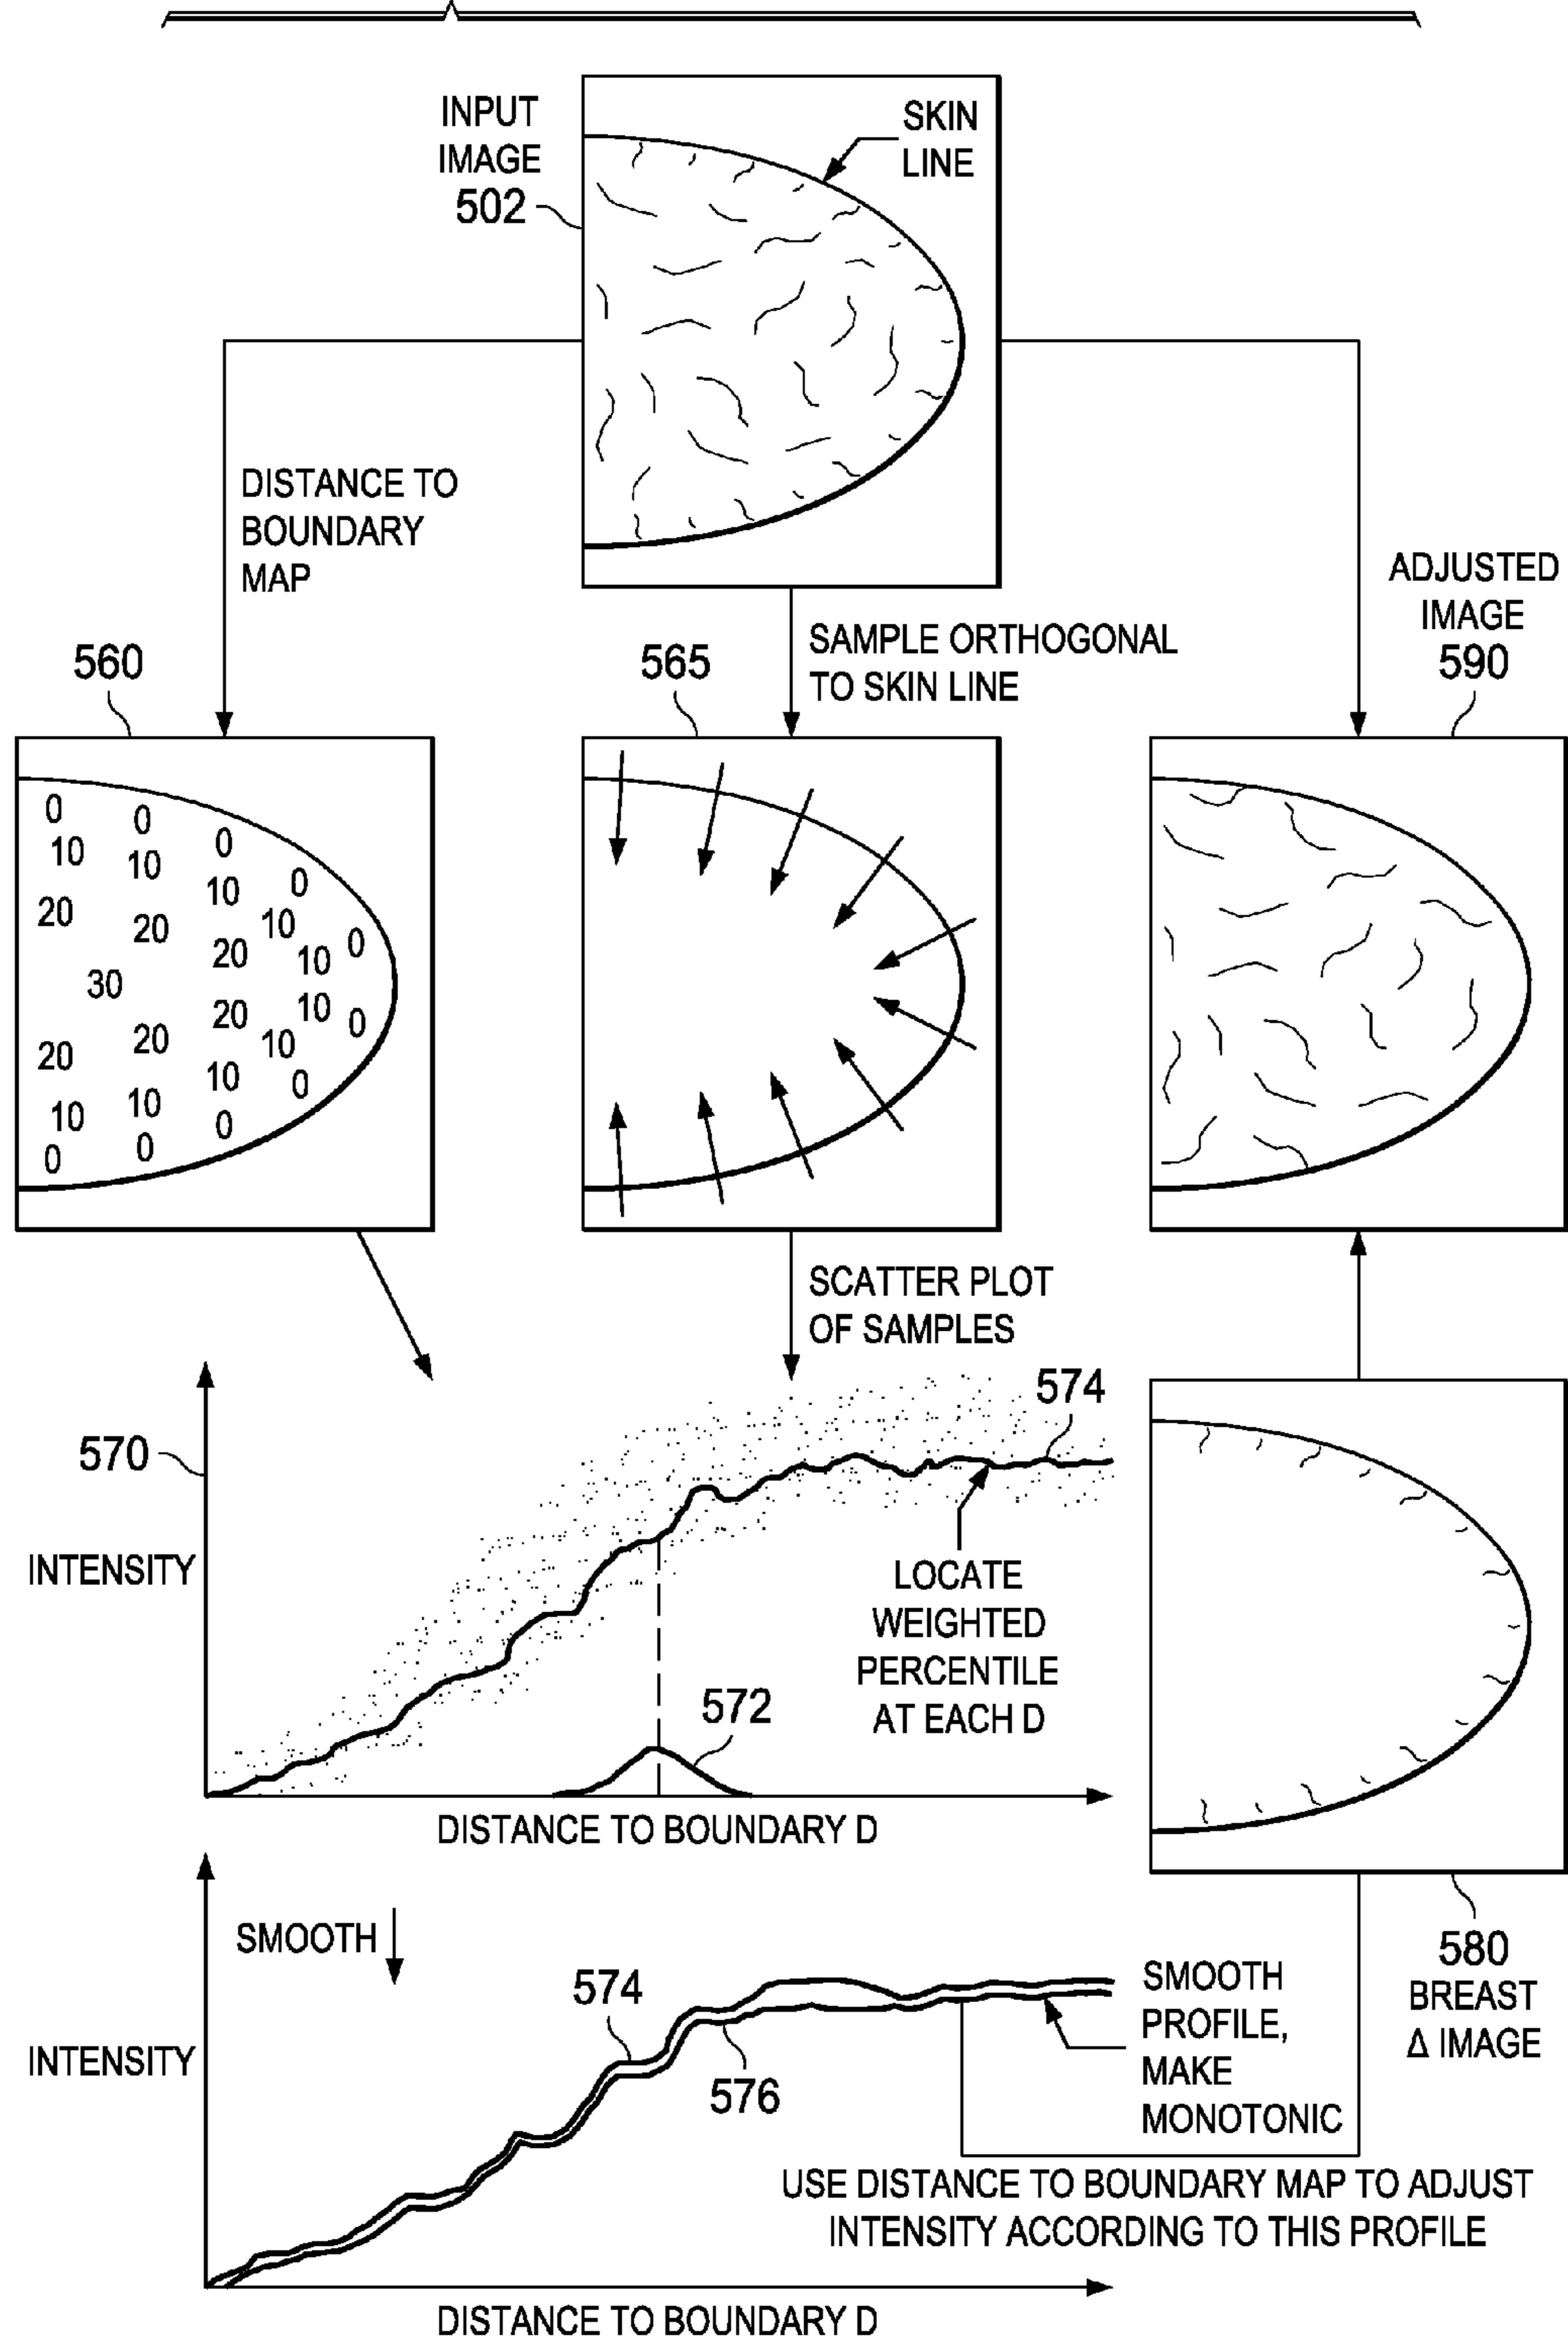 INPUT
IMAGE
502
SKIN
LINE
DISTANCE TO
BOUNDARY
MAP
SAMPLE ORTHOGONAL
TO SKIN LINE
ADJUSTED
IMAGE
590
560
565
0
0
0
10
10
0
10
20
20
10
0
20
10
30
10
20
0
20
20
10
10
0
10
10
0
0
0
SCATTER PLOT
OF SAMPLES
570
574
INTENSITY
LOCATE
WEIGHTED
PERCENTILE
AT EACH D
572
DISTANCE TO BOUNDARY D
580
BREAST
Δ IMAGE
SMOOTH
574
576
INTENSITY
SMOOTH
PROFILE,
MAKE
MONOTONIC
USE DISTANCE TO BOUNDARY MAP TO ADJUST
INTENSITY ACCORDING TO THIS PROFILE
DISTANCE TO BOUNDARY D